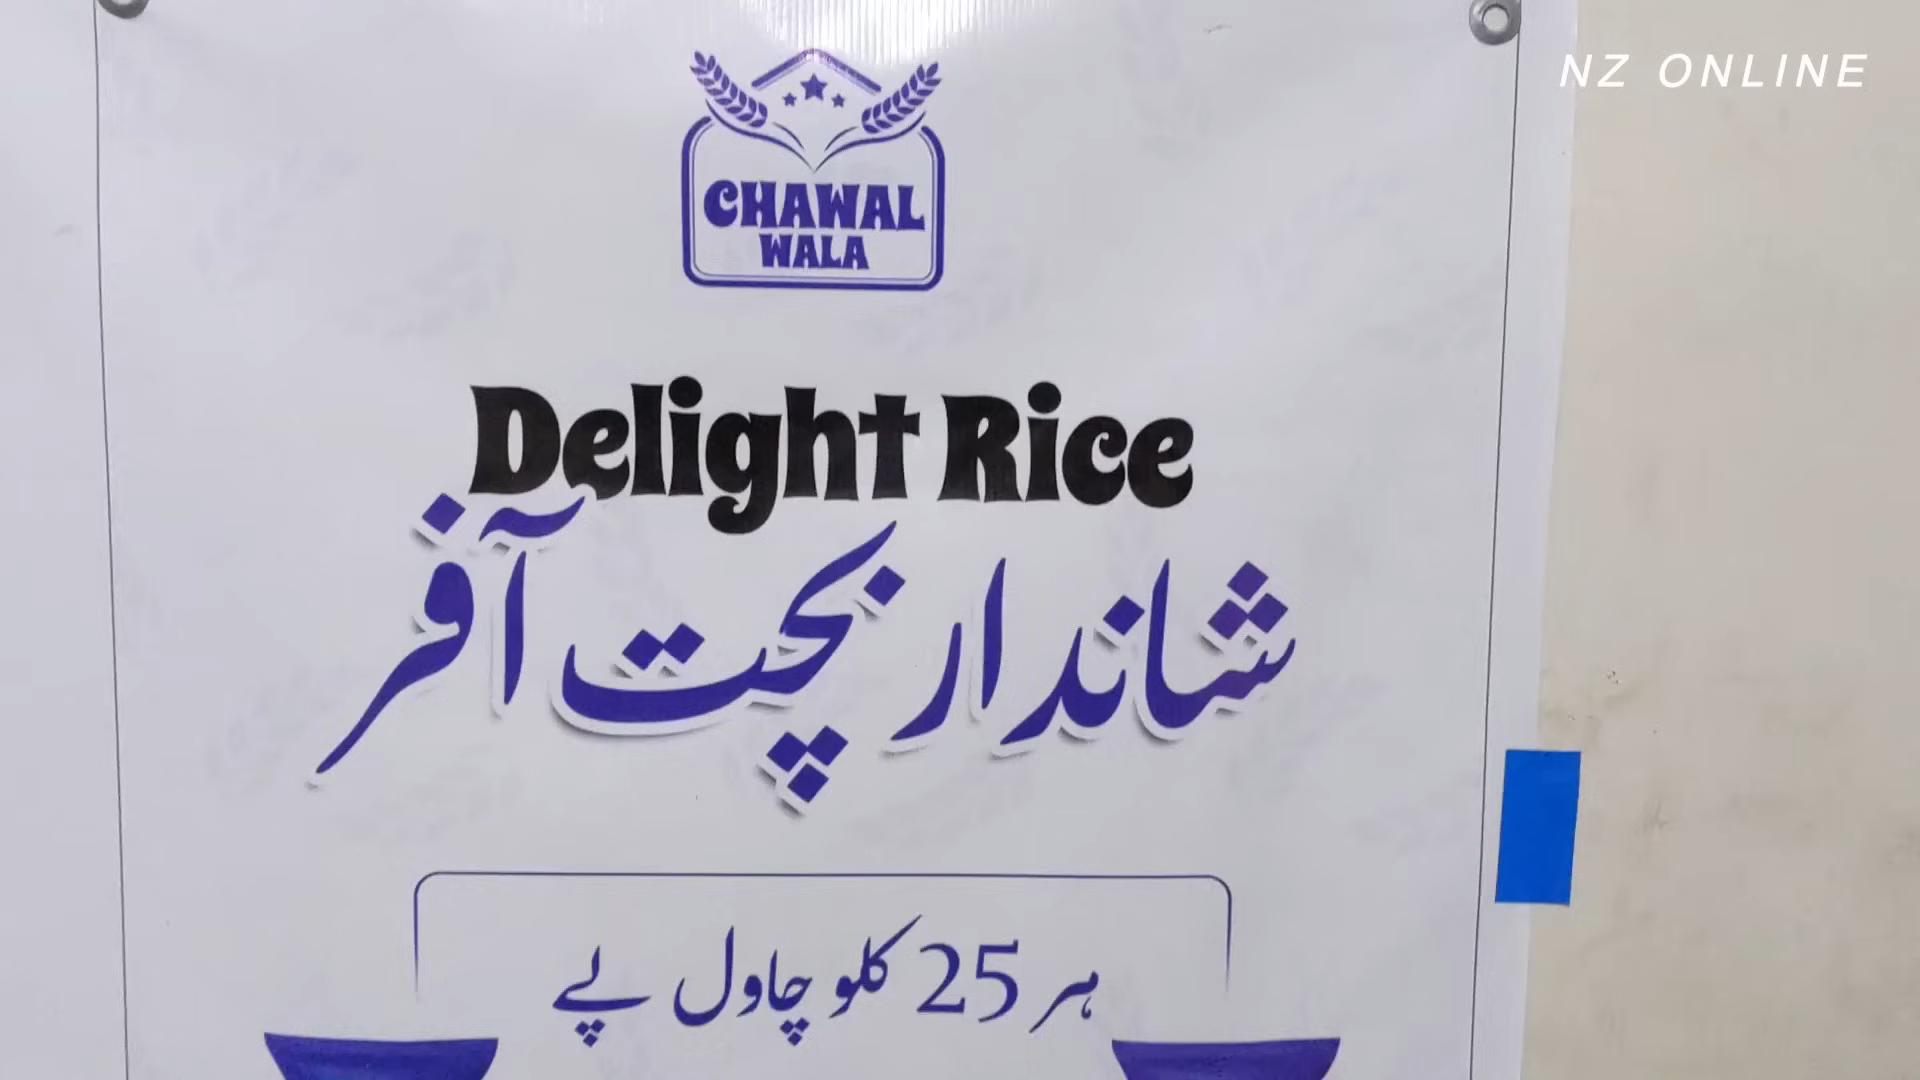 NZ ONLINE
CHAWAL
WALA
Delight Rice
شاندار بچت آفر
ہر 25 کلو چاول پے